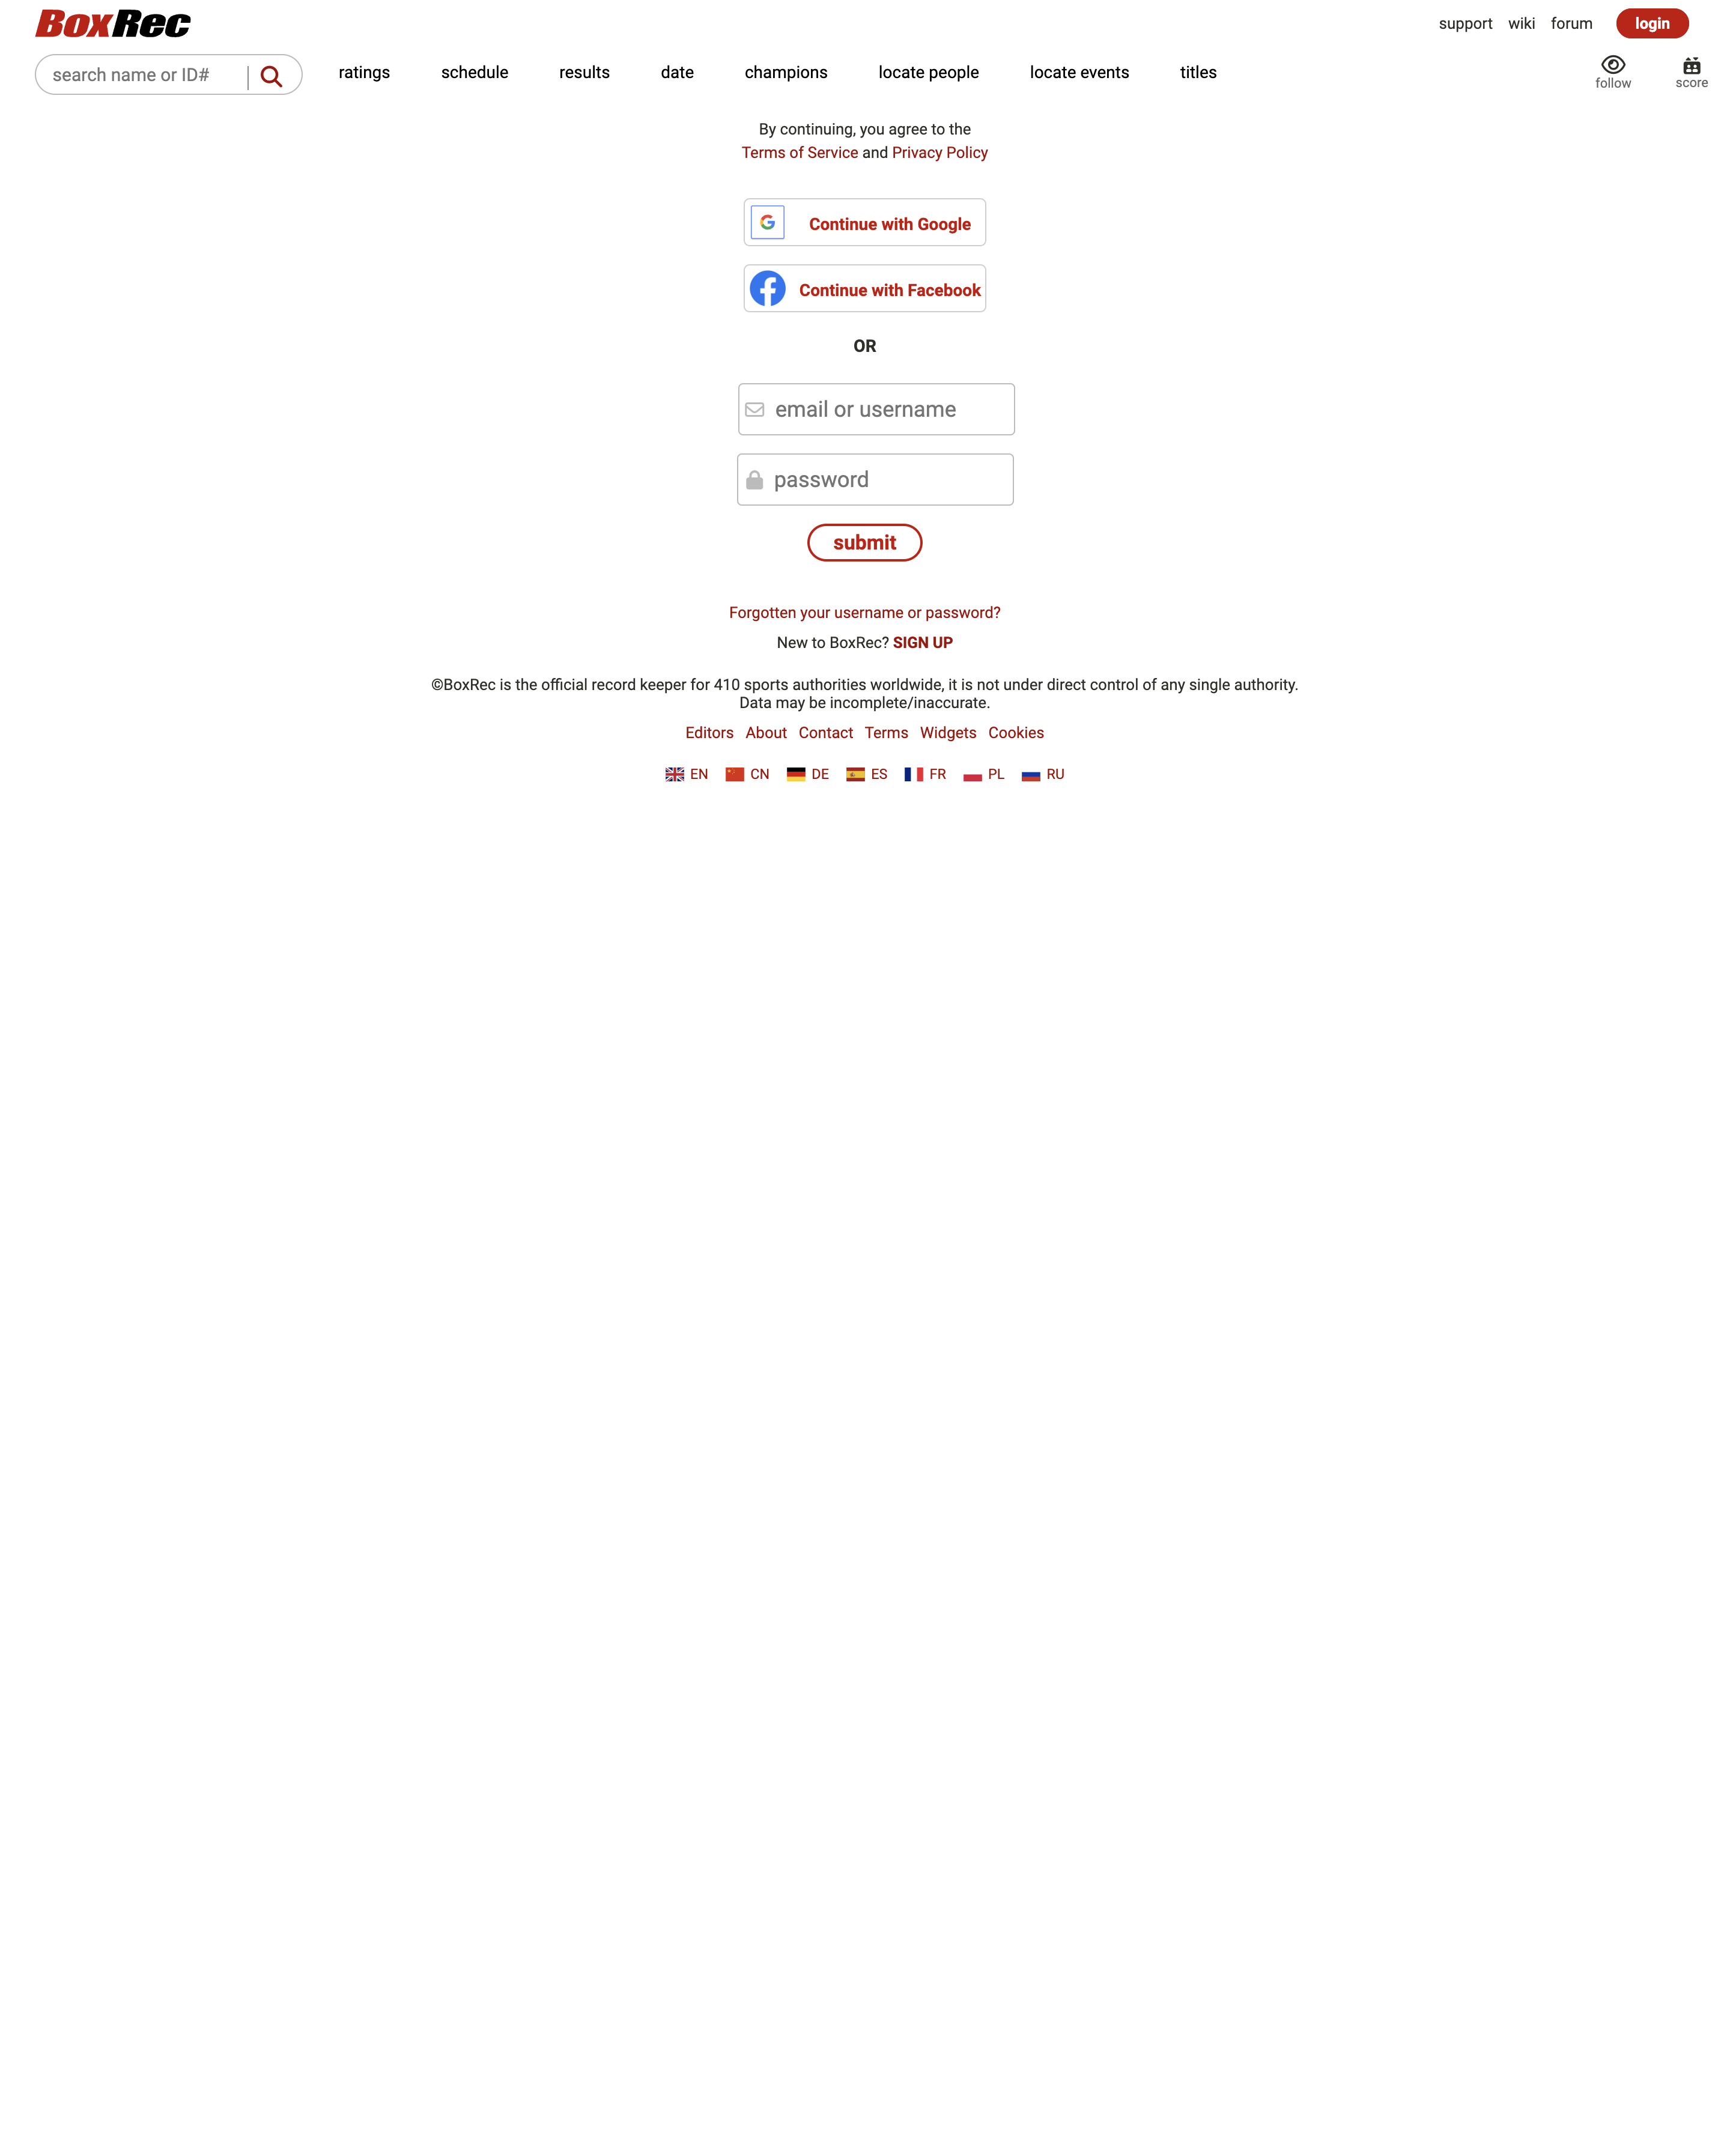 BoxRec
support wiki forum login
search name or ID#
ratings schedule results date champions locate people locate events titles
follow score
By continuing, you agree to the
Terms of Service and Privacy Policy
Continue with Google
Continue with Facebook
OR
email or username
password
submit
Forgotten your username or password?
New to BoxRec? SIGN UP
©BoxRec is the official record keeper for 410 sports authorities worldwide, it is not under direct control of any single authority.
Data may be incomplete/inaccurate.
Editors About Contact Terms Widgets Cookies
EN CN DE ES FR PL RU